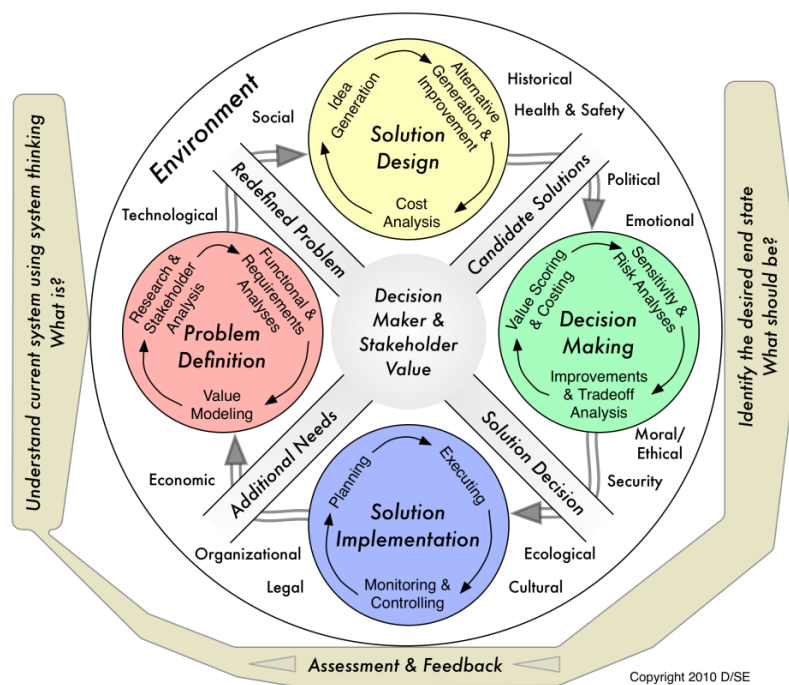 Environment
Historical
Health & Safety
Social
Political
Emotional
Technological
Idea
Generation
Alternative
Generation &
Improvement
Solution
Design
Cost
Analysis
Redefined Problem
Candidate Solutions
Research &
Stakeholder
Analysis
Functional &
Requirements
Analyses
Problem
Definition
Value
Modeling
Decision
Maker &
Stakeholder
Value
Value Scoring
& Costing
Sensitivity &
Risk Analyses
Decision
Making
Improvements
& Tradeoff
Analysis
Additional Needs
Solution Decision
Moral/
Ethical
Security
Economic
Planning
Executing
Solution
Implementation
Monitoring &
Controlling
Organizational
Legal
Ecological
Cultural
Understand current system using system thinking
What is?
Identify the desired end state
What should be?
Assessment & Feedback
Copyright 2010 D/SE